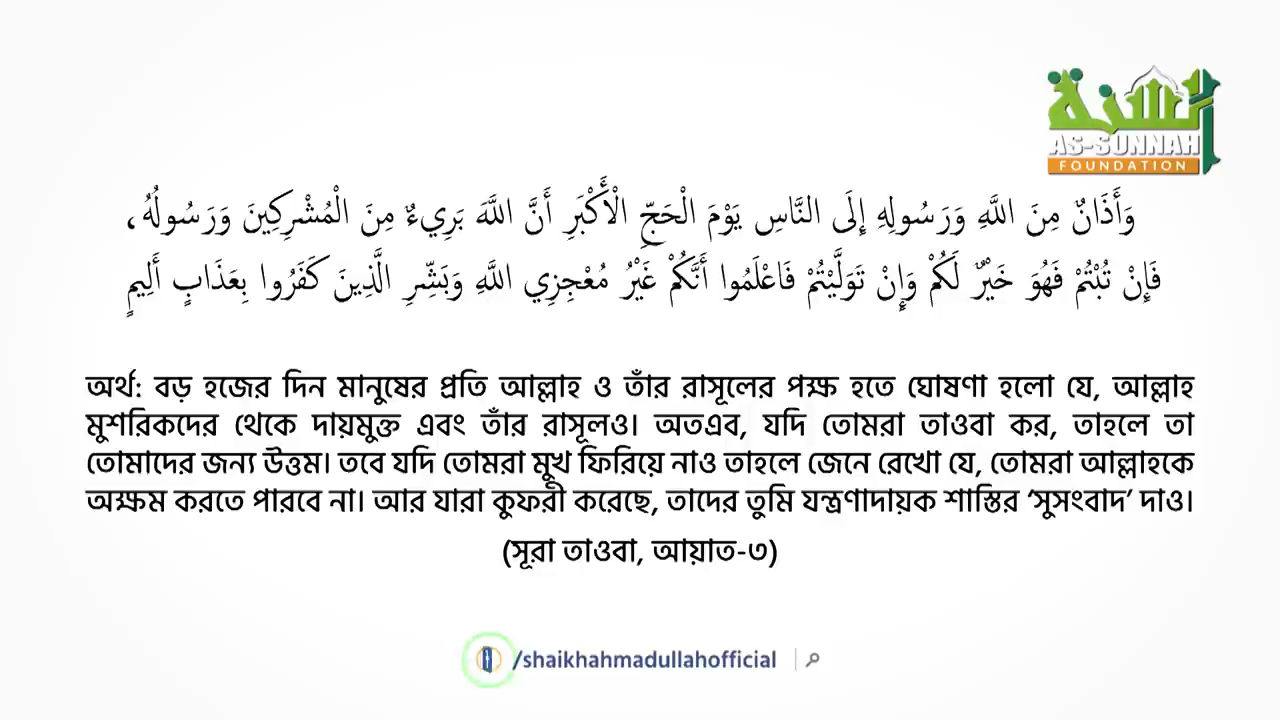 السنة
AS-SUNNAH
FOUNDATION
وَأَذَانٌ مِنَ اللَّهِ وَرَسُولِهِ إِلَى النَّاسِ يَوْمَ الْحَجِّ الْأَكْبَرِ أَنَّ اللَّهَ بَرِيءٌ مِنَ الْمُشْرِكِينَ وَرَسُولُهُ،
فَإِنْ تُبْتُمْ فَهُوَ خَيْرٌ لَكُمْ وَإِنْ تَوَلَّيْتُمْ فَاعْلَمُوا أَنَّكُمْ غَيْرُ مُعْجِزِي اللَّهِ وَبَشِّرِ الَّذِينَ كَفَرُوا بِعَذَابٍ أَلِيمٍ
অর্থ: বড় হজের দিন মানুষের প্রতি আল্লাহ ও তাঁর রাসূলের পক্ষ হতে ঘোষণা হলো যে, আল্লাহ
মুশরিকদের থেকে দায়মুক্ত এবং তাঁর রাসূলও। অতএব, যদি তোমরা তাওবা কর, তাহলে তা
তোমাদের জন্য উত্তম। তবে যদি তোমরা মুখ ফিরিয়ে নাও তাহলে জেনে রেখো যে, তোমরা আল্লাহকে
অক্ষম করতে পারবে না। আর যারা কুফরী করেছে, তাদের তুমি যন্ত্রণাদায়ক শাস্তির ‘সুসংবাদ’ দাও।
(সূরা তাওবা, আয়াত-৩)
/shaikhahmadullahofficial